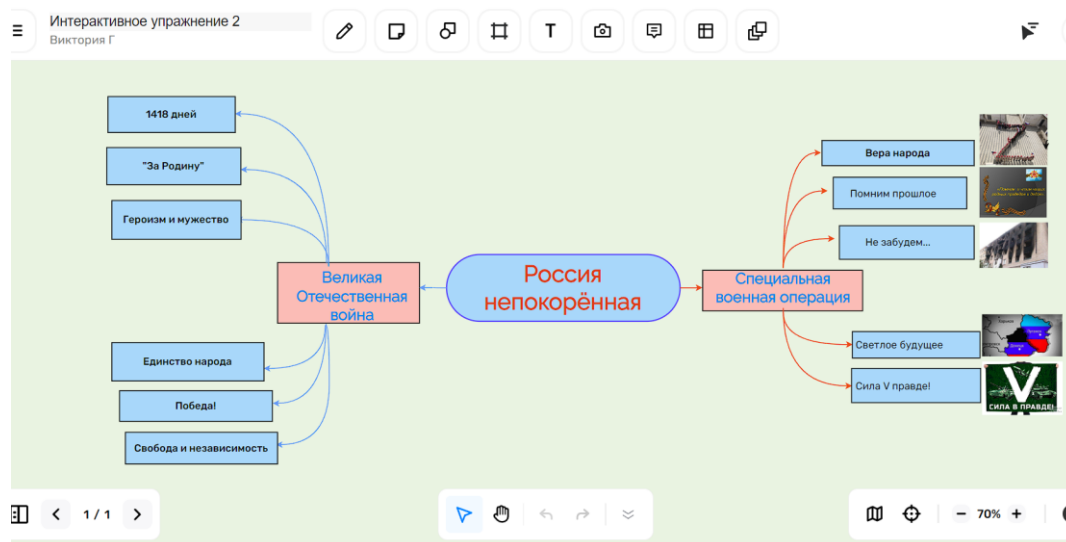 Интерактивное упражнение 2
Виктория Г
T
1418 дней
"За Родину"
Героизм и мужество
Великая
Отечественная
война
Единство народа
Победа!
Свобода и независимость
Россия
непокорённая
Специальная
военная операция
Вера народа
Помним прошлое
Не забудем...
Светлое будущее
Сила V правде!
V
СИЛА В ПРАВДЕ!
1 / 1
70%